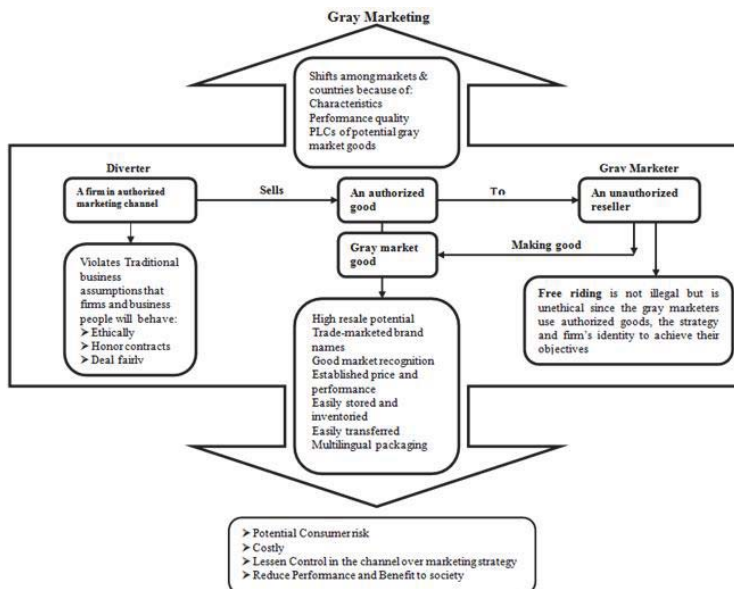 Gray Marketing
Shifts among markets &
countries because of:
Characteristics
Performance quality
PLCs of potential gray
market goods
Diverter
A firm in authorized
marketing channel
Sells
An authorized
good
To
Gray Marketer
An unauthorized
reseller
Gray market
good
Making good
Violates Traditional
business
assumptions that
firms and business
people will behave:
➤ Ethically
➤ Honor contracts
➤ Deal fairly
High resale potential
Trade-marketed brand
names
Good market recognition
Established price and
performance
Easily stored and
inventoried
Easily transferred
Multilingual packaging
Free riding is not illegal but is
unethical since the gray marketers
use authorized goods, the strategy
and firm's identity to achieve their
objectives
➤ Potential Consumer risk
➤ Costly
➤ Lessen Control in the channel over marketing strategy
➤ Reduce Performance and Benefit to society